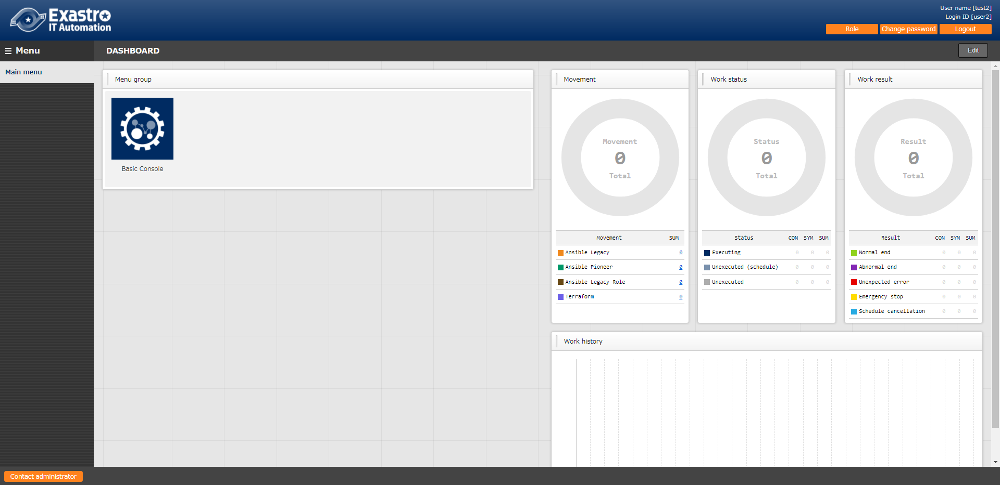 Exastro
IT Automation
User name [test2]
Login ID [user2]
Role Change password Logout
Menu
DASHBOARD
Edit
Main menu
Menu group
Basic Console
Movement
Movement
0
Total
Movement SUM
Ansible Legacy 0
Ansible Pioneer 0
Ansible Legacy Role 0
Terraform 0
Work status
Status
0
Total
Status CON SYM SUM
Executing 0 0 0
Unexecuted (schedule) 0 0 0
Unexecuted 0 0 0
Work result
Result
0
Total
Result CON SYM SUM
Normal end 0 0 0
Abnormal end 0 0 0
Unexpected error 0 0 0
Emergency stop 0 0 0
Schedule cancellation 0 0 0
Work history
Contact administrator